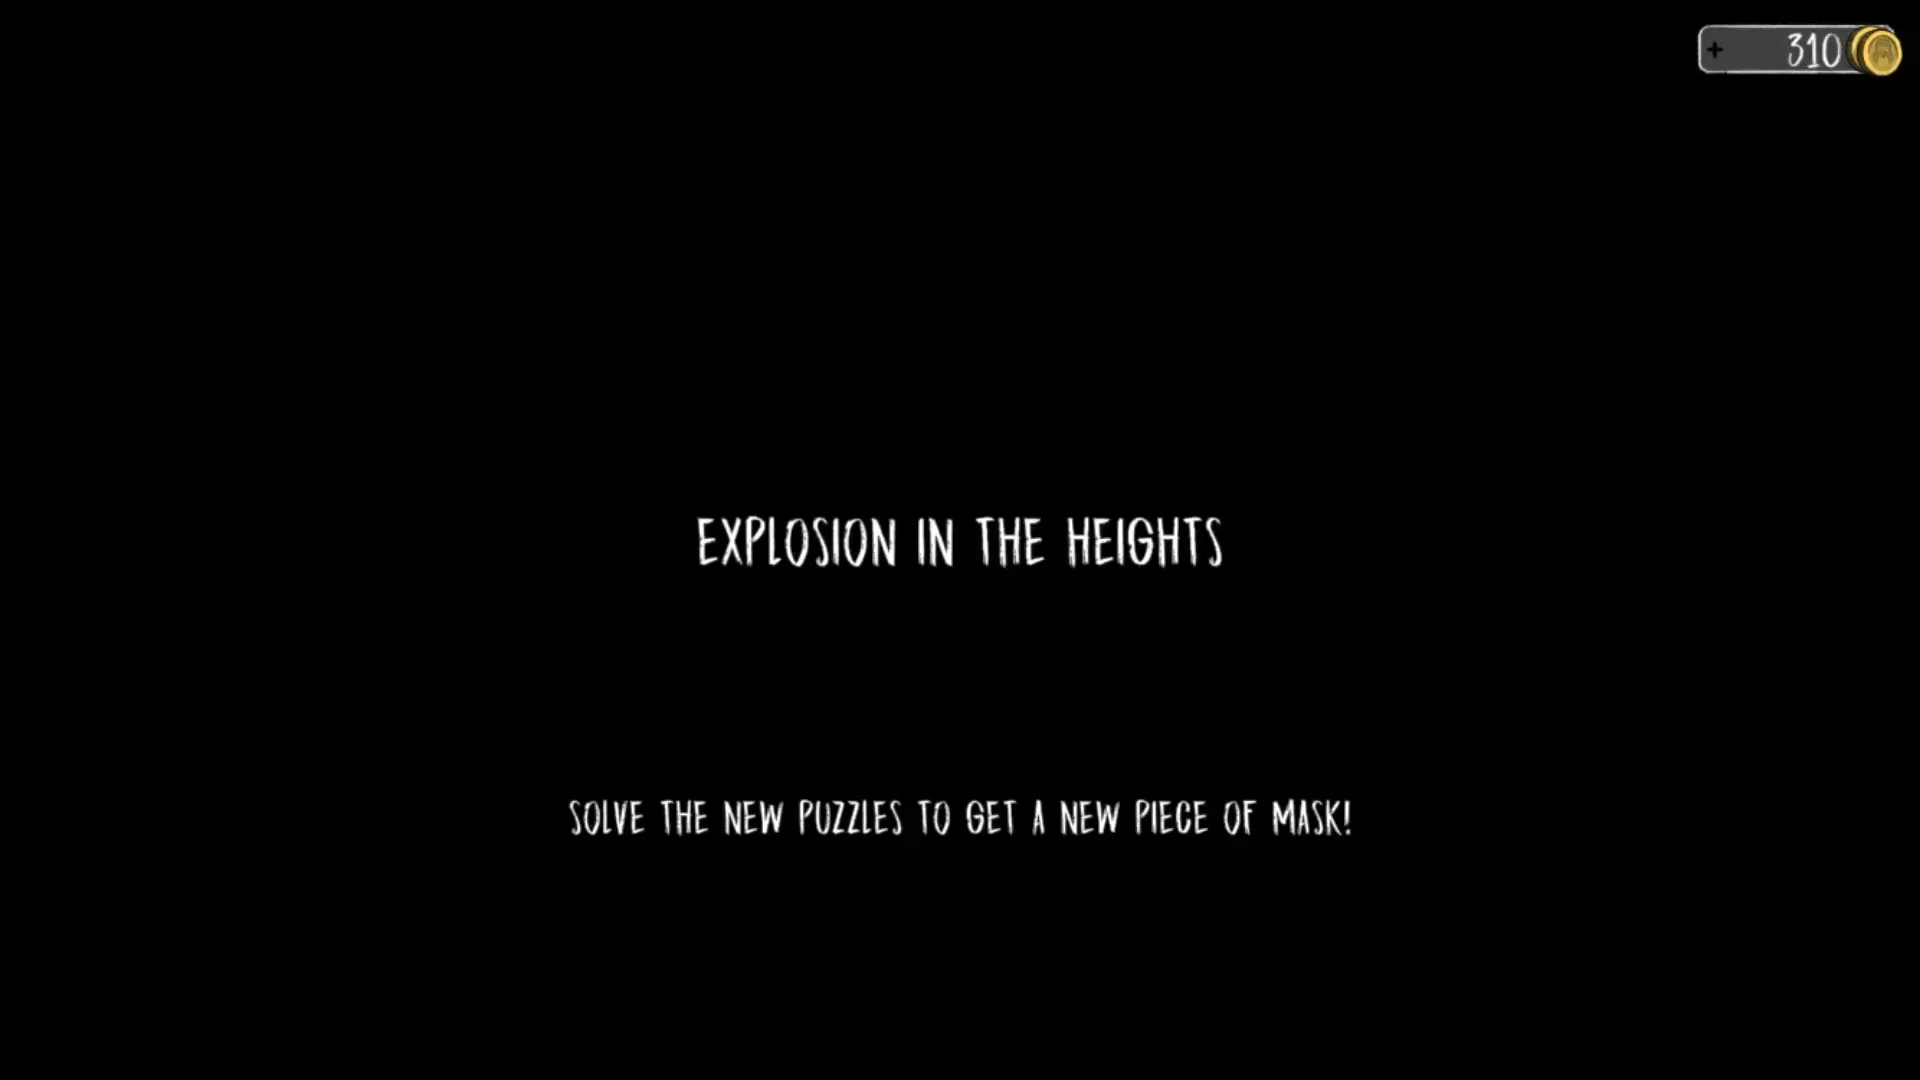 + 310
EXPLOSION IN THE HEIGHTS
SOLVE THE NEW PUZZLES TO GET A NEW PIECE OF MASK!